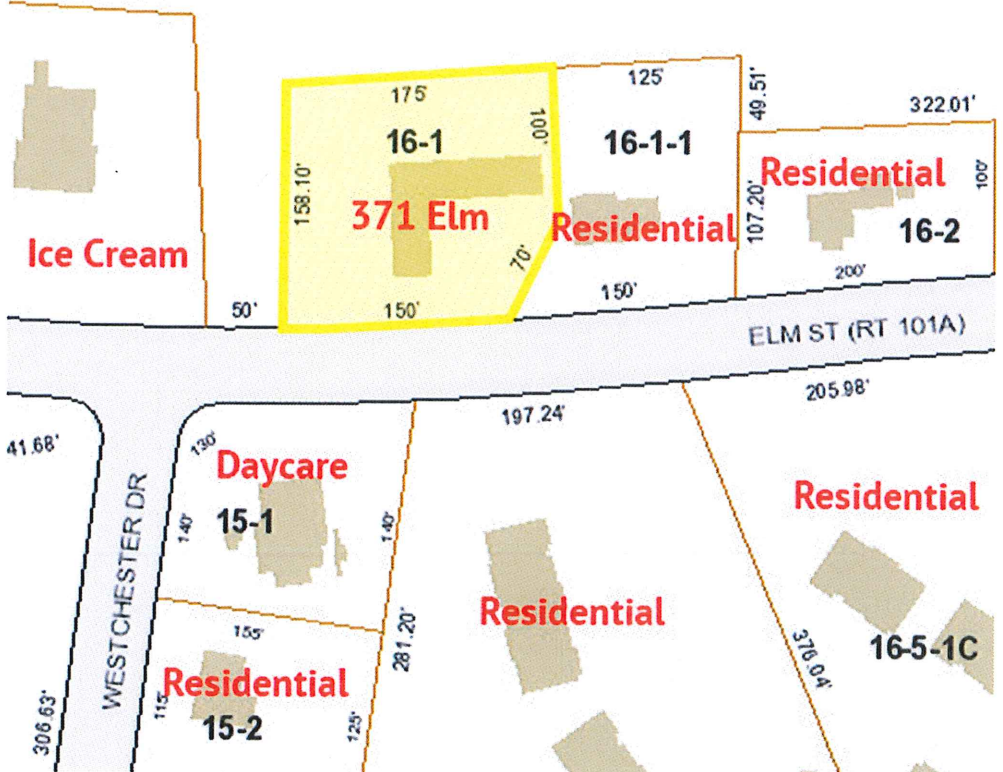 175'
125'
49.51'
322.01'
16-1
100'
16-1-1
158.10'
371 Elm
Residential
107.20'
Residential
100'
16-2
Ice Cream
70'
200'
50'
150'
150'
ELM ST (RT 101A)
197.24'
205.98'
41.68'
130'
Daycare
15-1
140'
140'
Residential
WESTCHESTER DR
155'
281.20'
Residential
376.04'
16-5-1C
Residential
15-2
115'
125'
306.63'